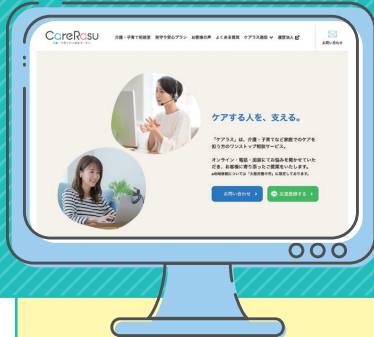 CareRasu
介護・子育て相談室 見守り安心プラン お客様の声 よくある質問 ケアラス通信 運営法人
お問い合わせ
ケアする人を、支える。
「ケアラス」は、介護・子育てなど家庭でのケアを
担う方のワンストップ相談サービス。
オンライン・電話・面談にてお悩みを聞かせていた
だき、お客様に寄り添ったご提案をいたします。
お問い合わせ
友達登録する